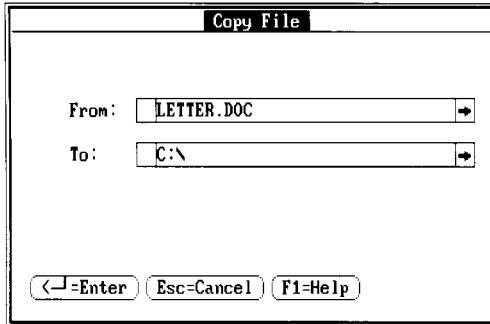 Copy File
From: LETTER.DOC →
To: C:\ →
<─┘=Enter Esc=Cancel F1=Help